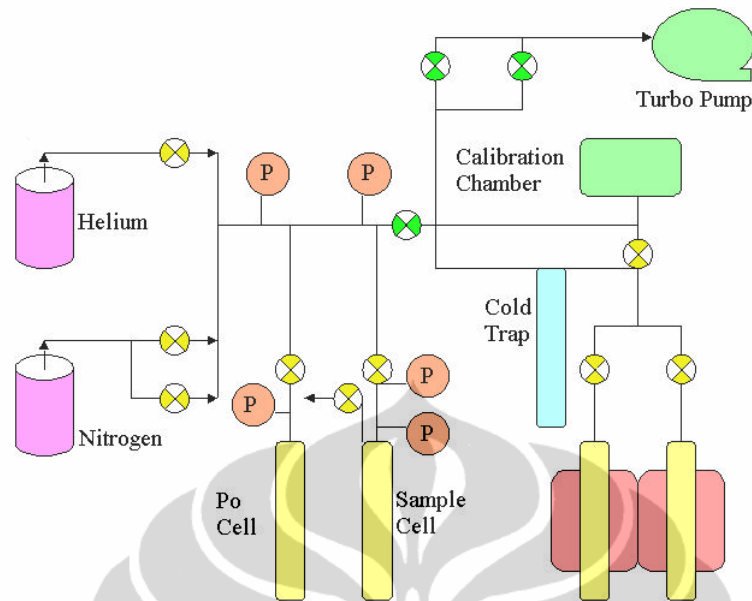 Turbo Pump
Calibration
Chamber
P
P
Helium
Cold
Trap
P
P
P
Nitrogen
Po
Cell
Sample
Cell